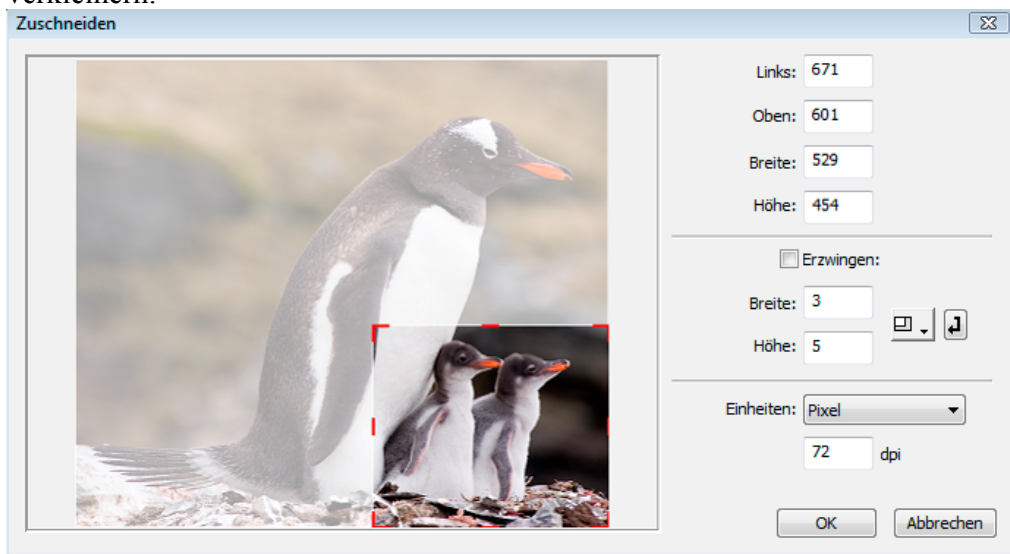 verkleinern.
Zuschneiden
Links: 671
Oben: 601
Breite: 529
Höhe: 454
Erzwingen:
Breite: 3
Höhe: 5
Einheiten: Pixel
72 dpi
OK Abbrechen